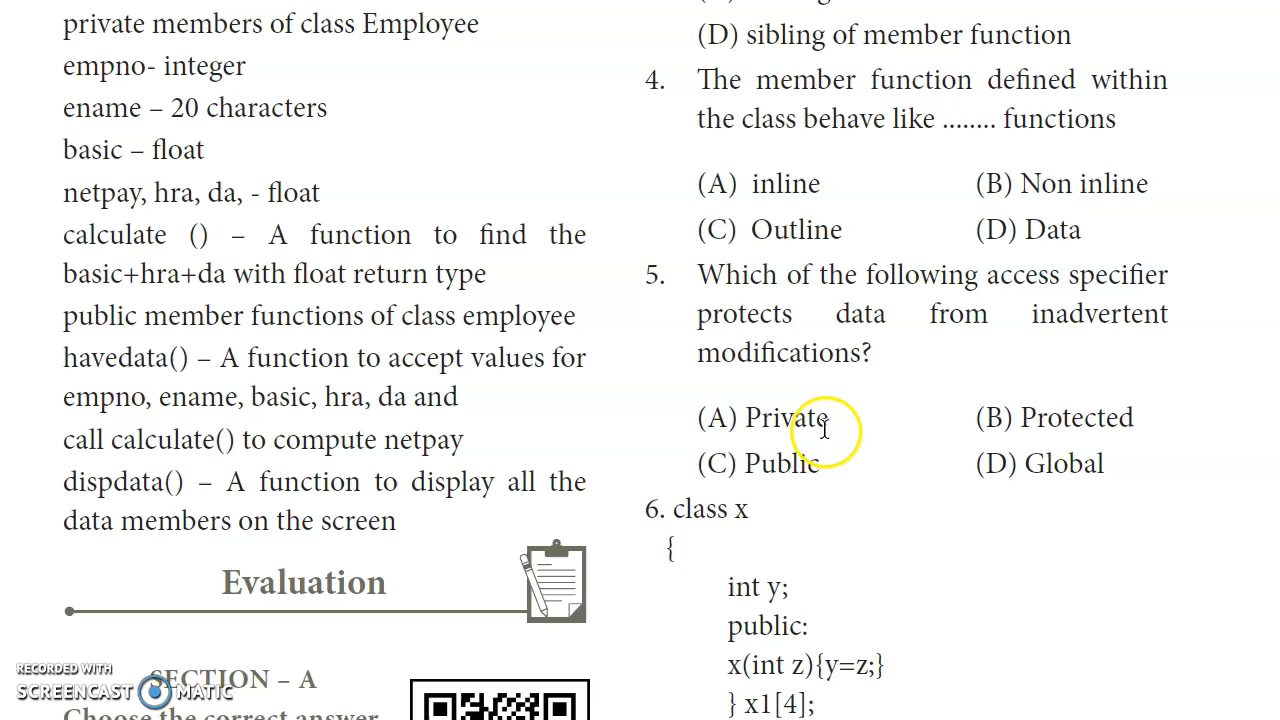 private members of class Employee
empno- integer
ename – 20 characters
basic – float
netpay, hra, da, - float
calculate () – A function to find the
basic+hra+da with float return type
public member functions of class employee
havedata() – A function to accept values for
empno, ename, basic, hra, da and
call calculate() to compute netpay
dispdata() – A function to display all the
data members on the screen
Evaluation
SECTION – A
Choose the correct answer
(D) sibling of member function
4. The member function defined within
the class behave like ........ functions
(A) inline (B) Non inline
(C) Outline (D) Data
5. Which of the following access specifier
protects data from inadvertent
modifications?
(A) Private (B) Protected
(C) Public (D) Global
6. class x
{
int y;
public:
x(int z){y=z;}
} x1[4];
RECORDED WITH
SCREENCAST MATIC